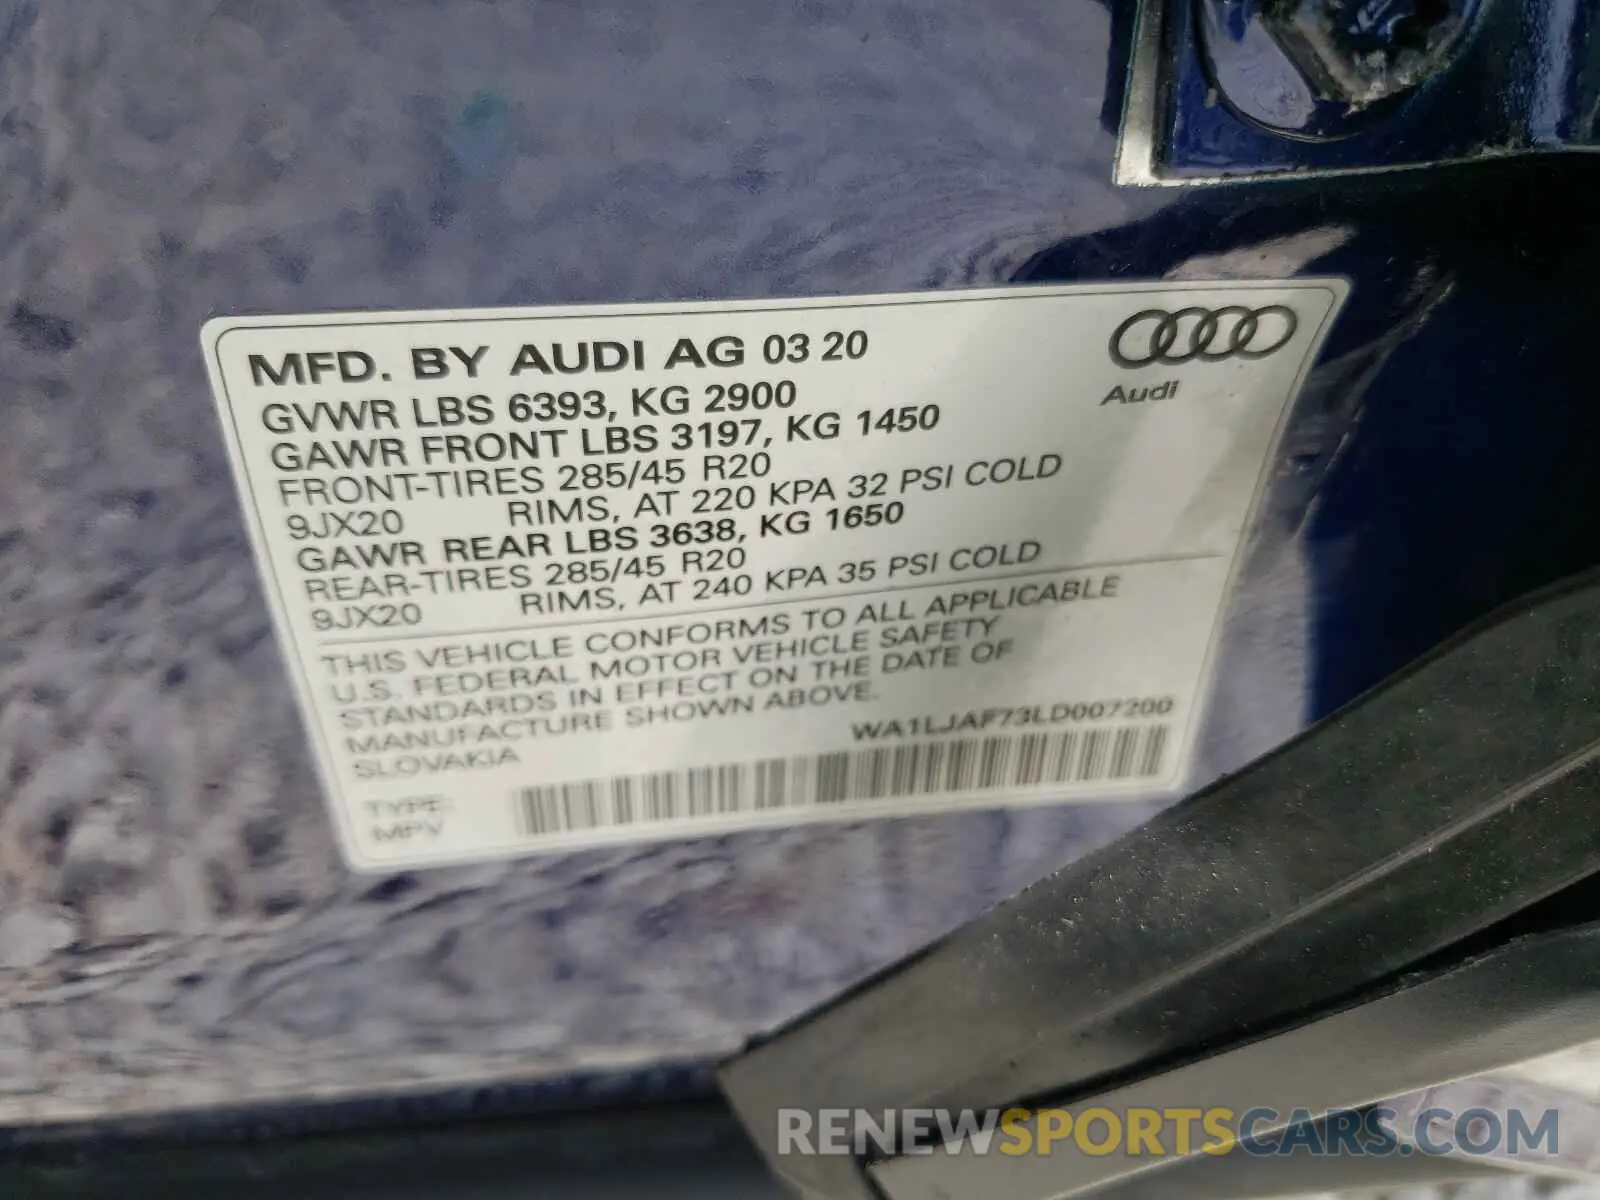 MFD. BY AUDI AG 03 20
Audi
GVWR LBS 6393, KG 2900
GAWR FRONT LBS 3197, KG 1450
FRONT-TIRES 285/45 R20
9JX20 RIMS, AT 220 KPA 32 PSI COLD
GAWR REAR LBS 3638, KG 1650
REAR-TIRES 285/45 R20
9JX20 RIMS, AT 240 KPA 35 PSI COLD
THIS VEHICLE CONFORMS TO ALL APPLICABLE
U.S. FEDERAL MOTOR VEHICLE SAFETY
STANDARDS IN EFFECT ON THE DATE OF
MANUFACTURE SHOWN ABOVE.
SLOVAKIA
WA1LJAF73LD007200
TYPE:
MPV
RENEWSPORTSCARS.COM